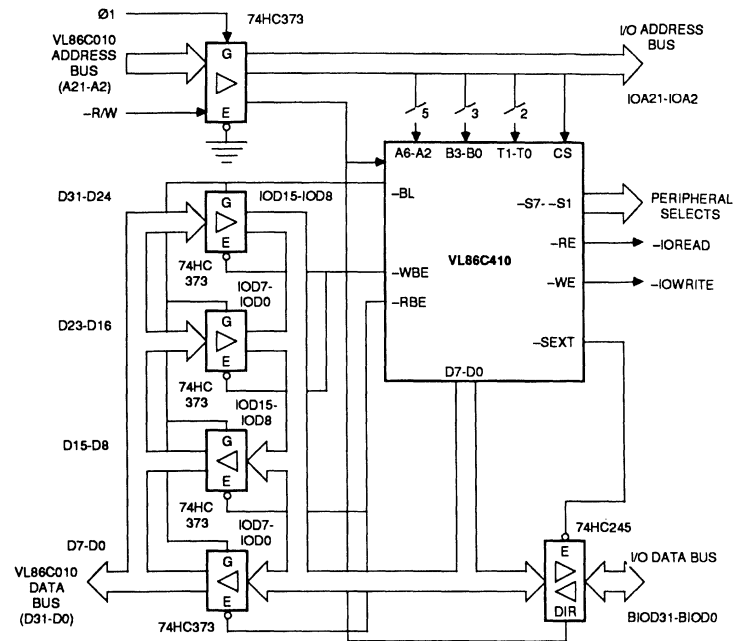 Ø1
74HC373
VL86C010
ADDRESS
BUS
(A21-A2)
G
E
–R/W
I/O ADDRESS
BUS
IOA21-IOA2
5
3
2
A6-A2
B3-B0
T1-T0
CS
–BL
–S7- –S1
PERIPHERAL
SELECTS
–RE
–IOREAD
VL86C410
–WBE
–WE
–IOWRITE
–RBE
–SEXT
D7-D0
D31-D24
IOD15-IOD8
G
E
74HC
373
IOD7-
IOD0
D23-D16
G
E
74HC
373
IOD15-
IOD8
D15-D8
G
E
74HC
373
IOD7-
IOD0
D7-D0
G
E
74HC373
VL86C010
DATA
BUS
(D31-D0)
74HC245
E
DIR
I/O DATA BUS
BIOD31-BIOD0